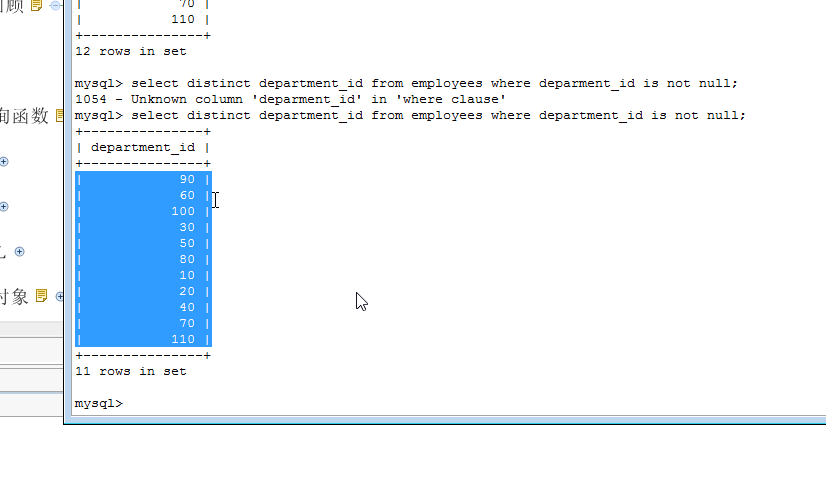 顾
70 |
| 110 |
+---------------+
12 rows in set
mysql> select distinct department_id from employees where deparment_id is not null;
1054 - Unknown column 'deparment_id' in 'where clause'
询函数
mysql> select distinct department_id from employees where department_id is not null;
+---------------+
| department_id |
+---------------+
| 90 |
| 60 |
| 100 |
| 30 |
| 50 |
| 80 |
| 10 |
| 20 |
对象
| 40 |
| 70 |
| 110 |
+---------------+
11 rows in set
mysql>